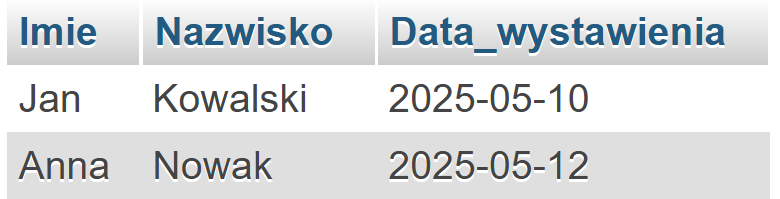 Imie Nazwisko Data_wystawienia
Jan Kowalski 2025-05-10
Anna Nowak 2025-05-12